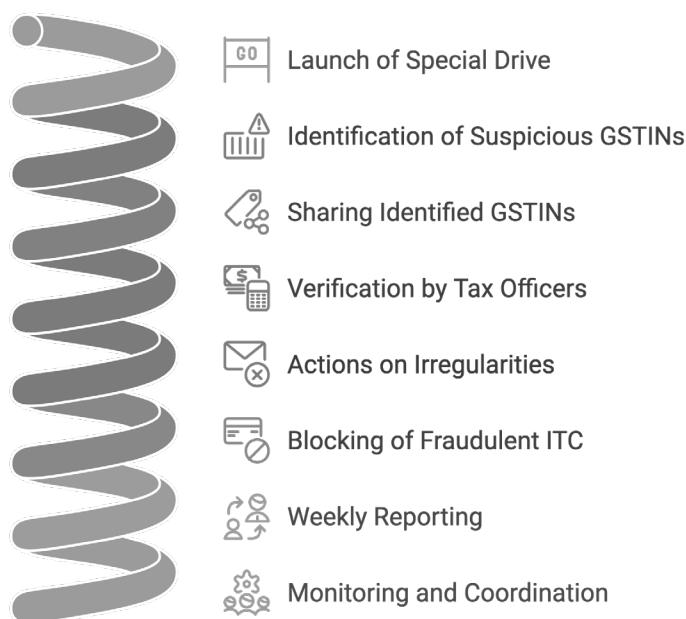 GO
Launch of Special Drive
Identification of Suspicious GSTINs
Sharing Identified GSTINs
$
Verification by Tax Officers
Actions on Irregularities
Blocking of Fraudulent ITC
Weekly Reporting
Monitoring and Coordination